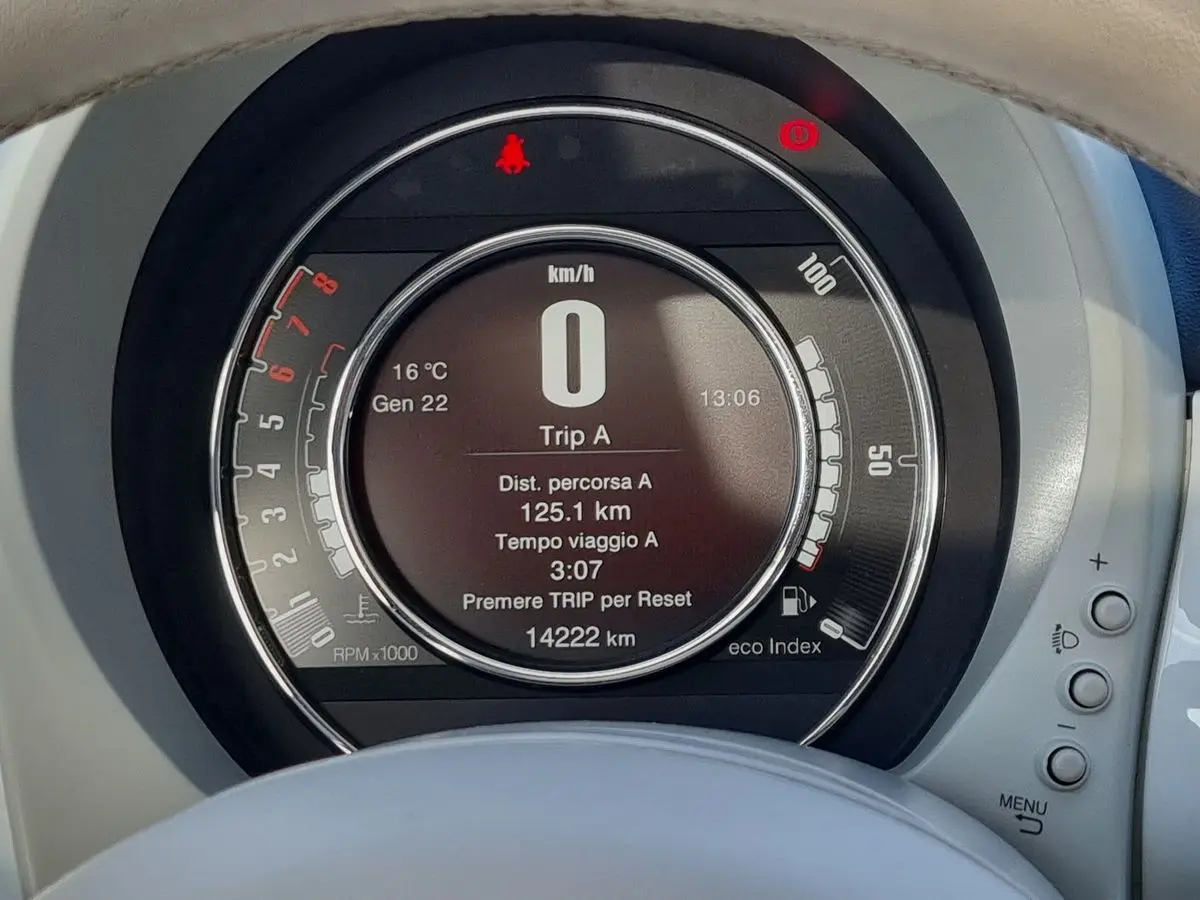 km/h
0
16 °C
Gen 22
13:06
Trip A
Dist. percorsa A
125.1 km
Tempo viaggio A
3:07
Premere TRIP per Reset
14222 km
8
7
6
5
4
3
2
1
0
RPM x1000
100
50
0
eco Index
+
−
MENU